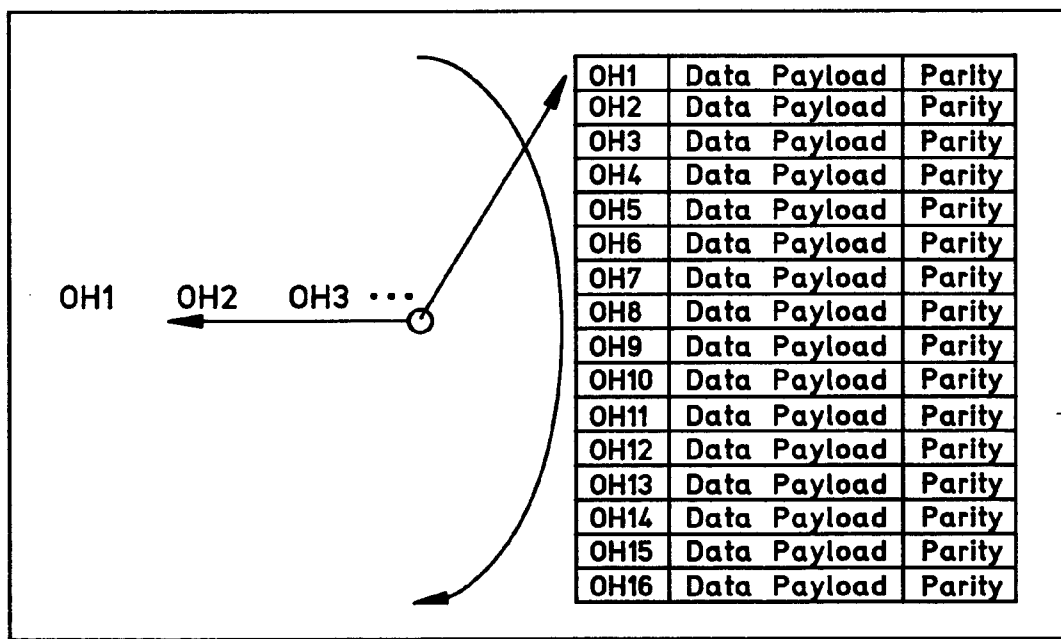 OH1 Data Payload Parity
OH2 Data Payload Parity
OH3 Data Payload Parity
OH4 Data Payload Parity
OH5 Data Payload Parity
OH6 Data Payload Parity
OH7 Data Payload Parity
OH8 Data Payload Parity
OH9 Data Payload Parity
OH10 Data Payload Parity
OH11 Data Payload Parity
OH12 Data Payload Parity
OH13 Data Payload Parity
OH14 Data Payload Parity
OH15 Data Payload Parity
OH16 Data Payload Parity
OH1 OH2 OH3 ···